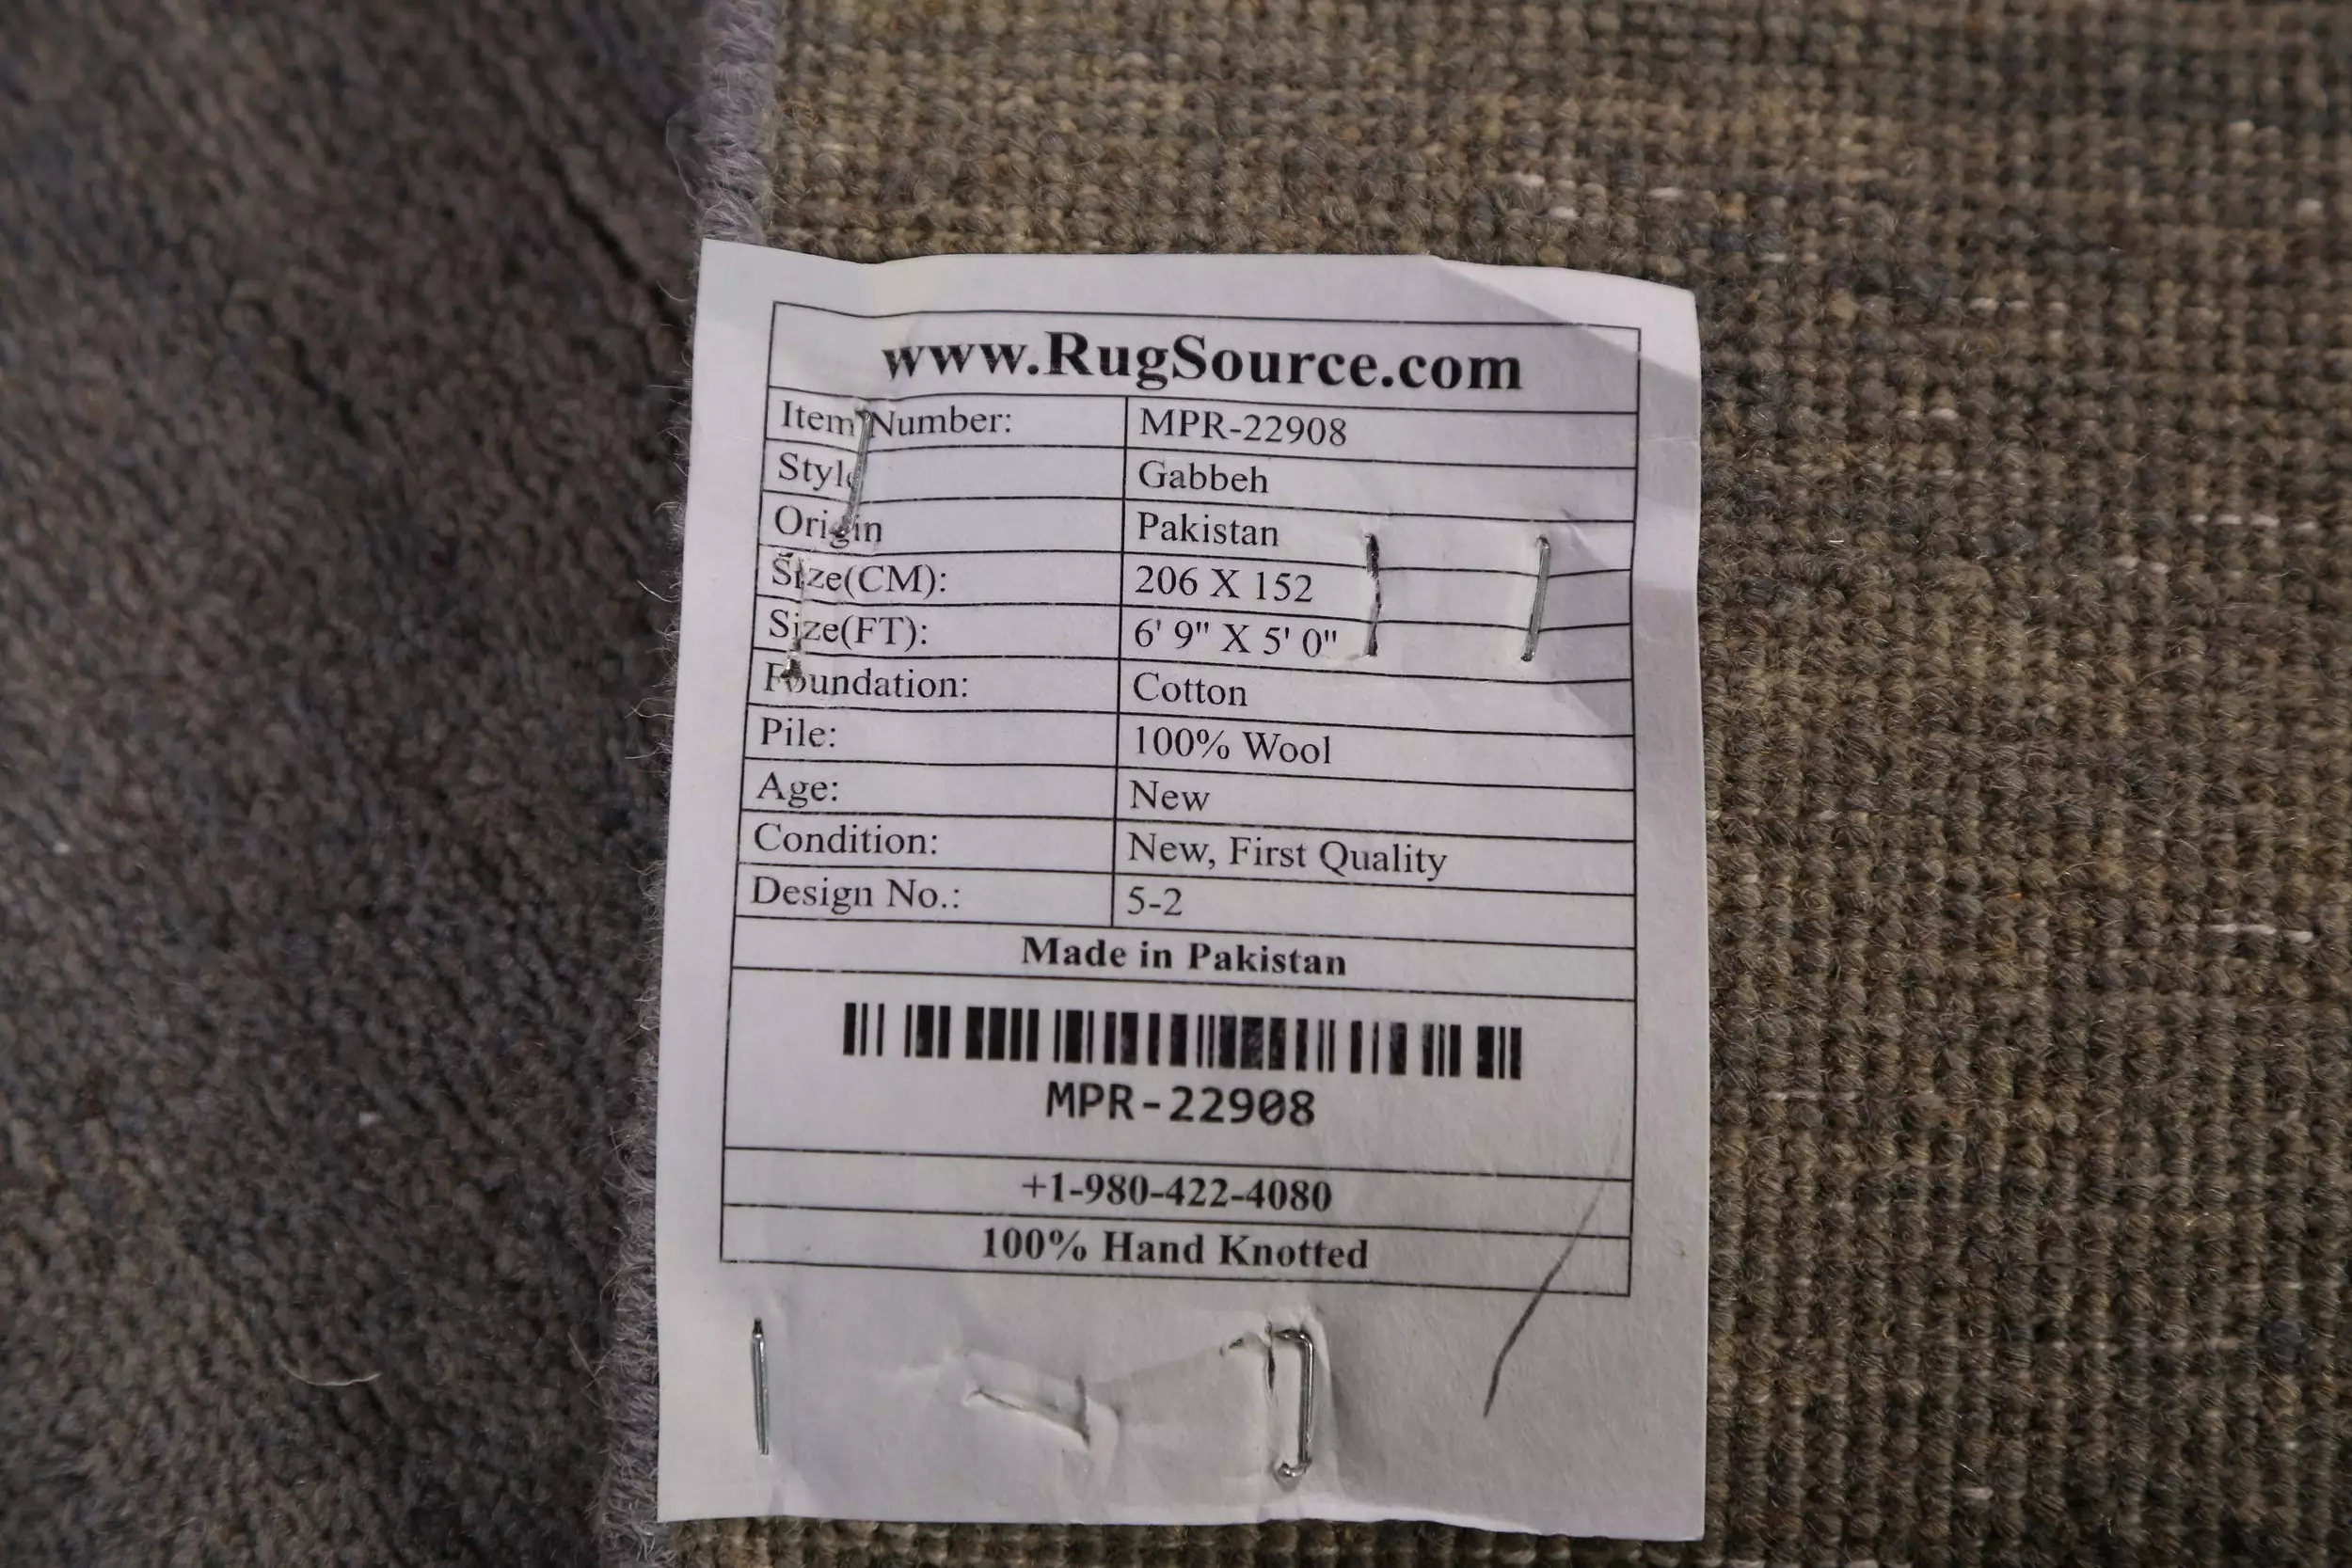 www.RugSource.com
Item Number: MPR-22908
Style Gabbeh
Origin Pakistan
Size(CM): 206 X 152
Size(FT): 6' 9" X 5' 0"
Foundation: Cotton
Pile: 100% Wool
Age: New
Condition: New, First Quality
Design No.: 5-2
Made in Pakistan
MPR-22908
+1-980-422-4080
100% Hand Knotted